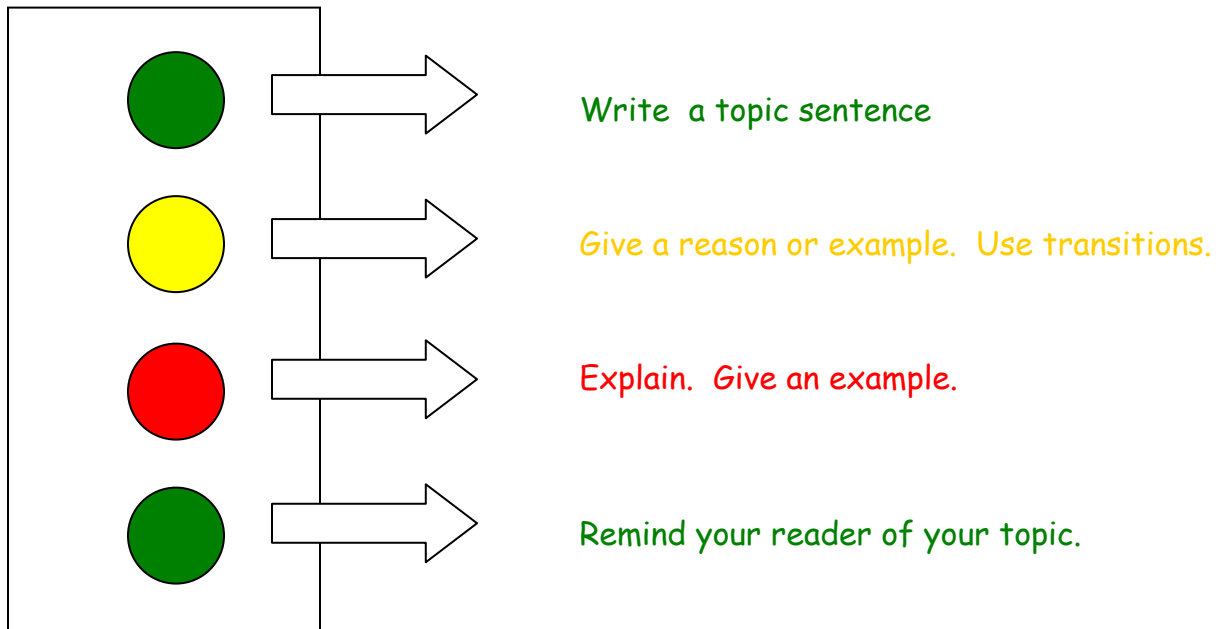 Write  a topic sentence
Give a reason or example.  Use transitions.
Explain.  Give an example.
Remind your reader of your topic.